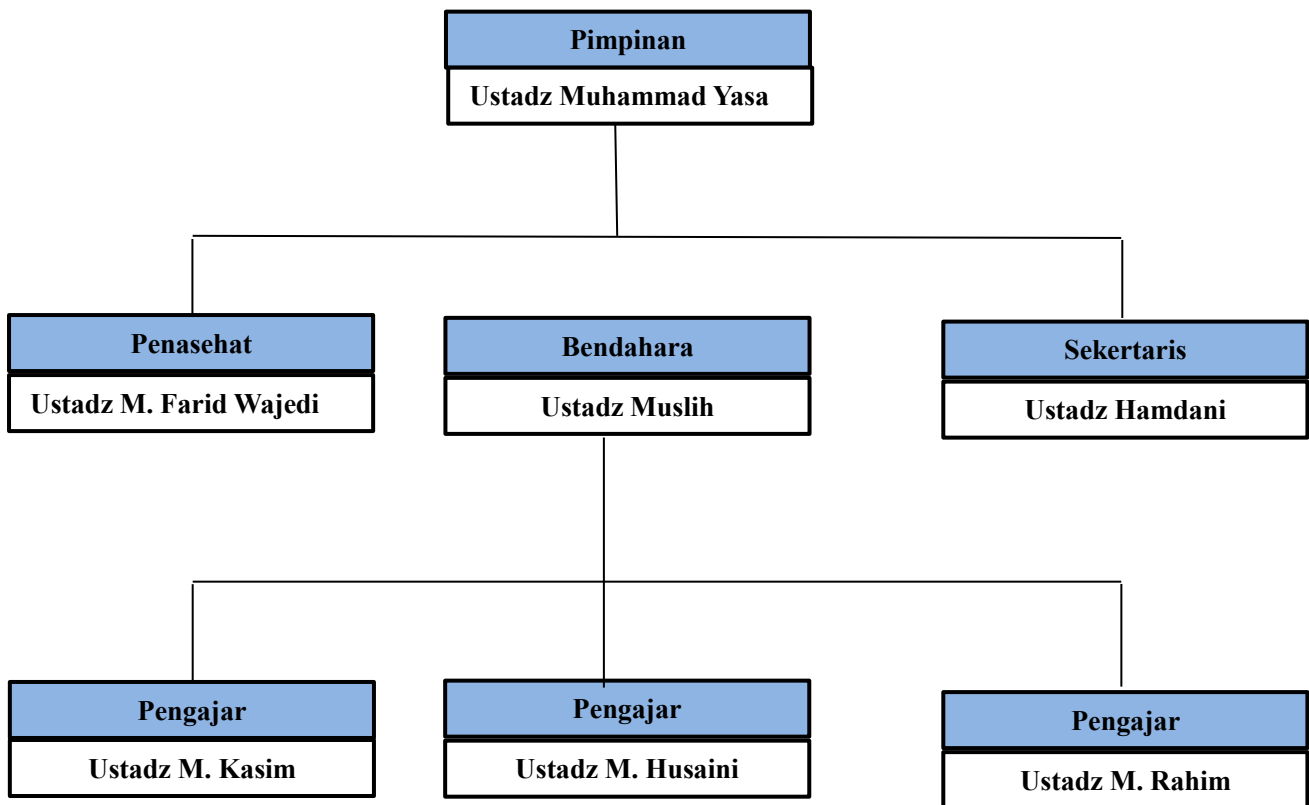 Pimpinan
Ustadz Muhammad Yasa
Penasehat
Ustadz M. Farid Wajedi
Bendahara
Ustadz Muslih
Sekertaris
Ustadz Hamdani
Pengajar
Ustadz M. Kasim
Pengajar
Ustadz M. Husaini
Pengajar
Ustadz M. Rahim